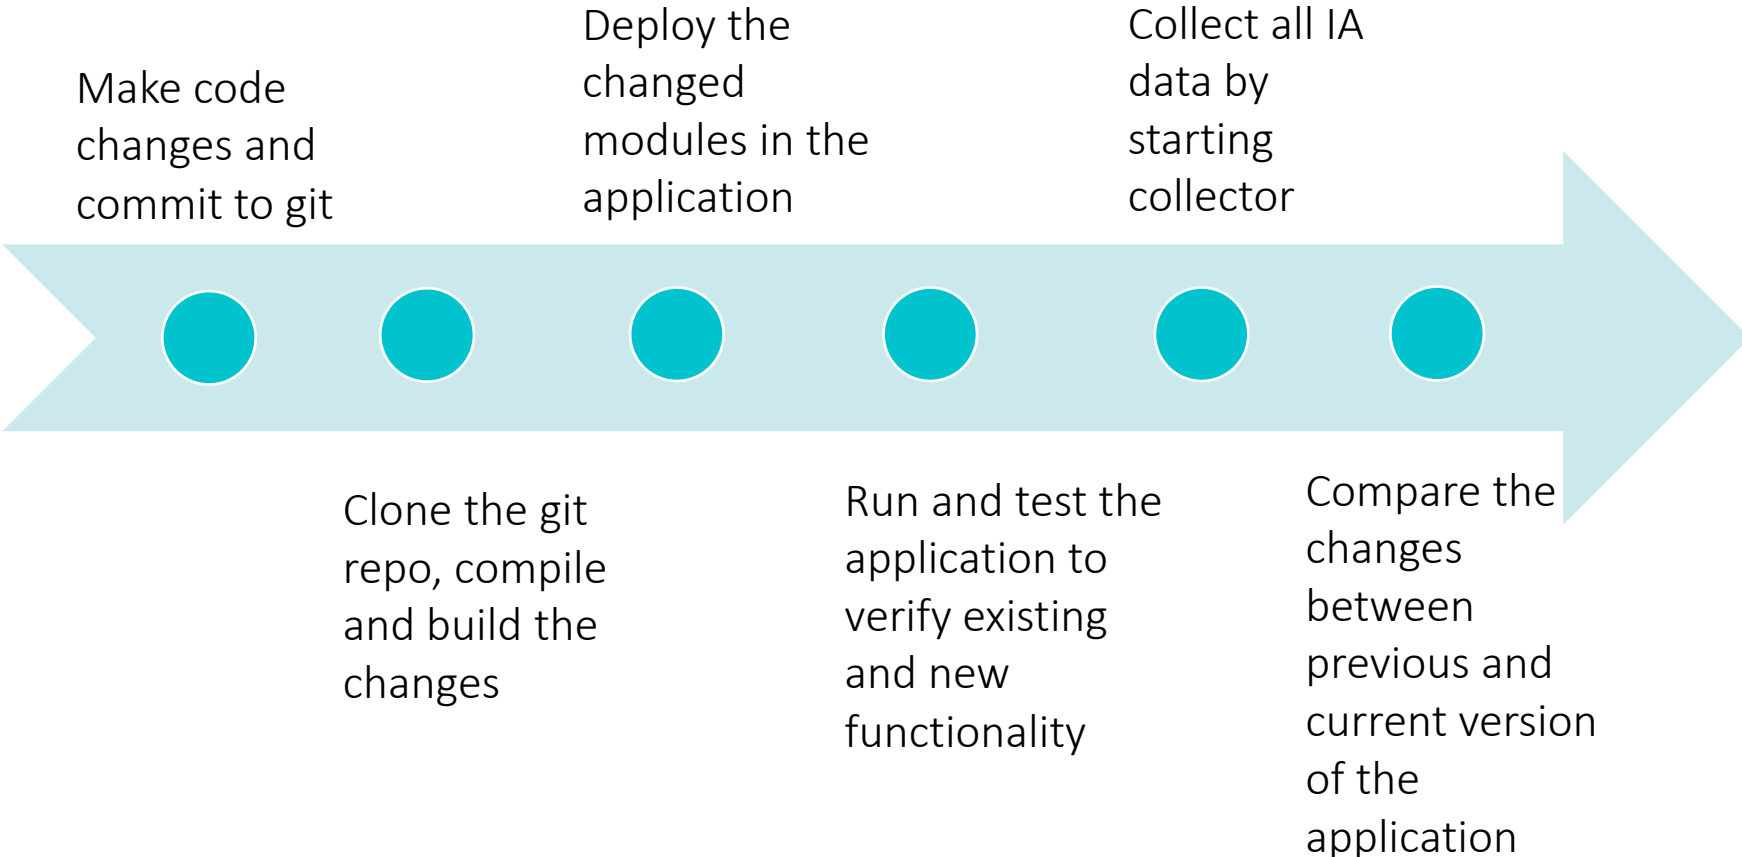 Make code
changes and
commit to git
Clone the git
repo, compile
and build the
changes
Deploy the
changed
modules in the
application
Run and test the
application to
verify existing
and new
functionality
Collect all IA
data by
starting
collector
Compare the
changes
between
previous and
current version
of the
application